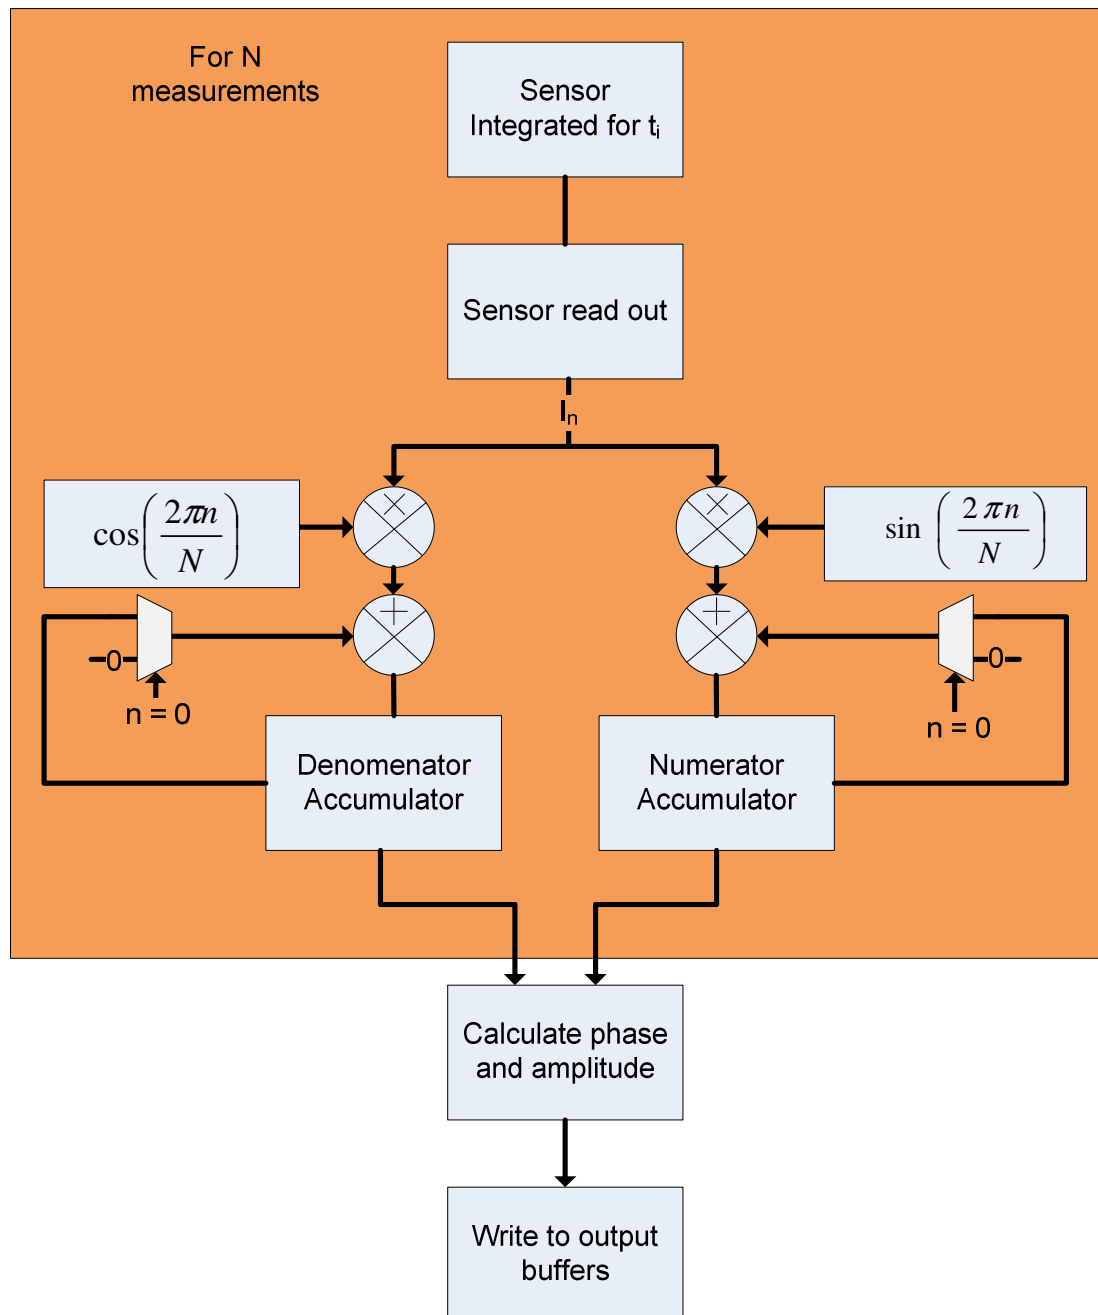 For N
measurements
Sensor
Integrated for tᵢ
Sensor read out
Iₙ
cos(2πn/N)
×
×
sin (2πn/N)
+
+
0
0
n = 0
n = 0
Denomenator
Accumulator
Numerator
Accumulator
Calculate phase
and amplitude
Write to output
buffers